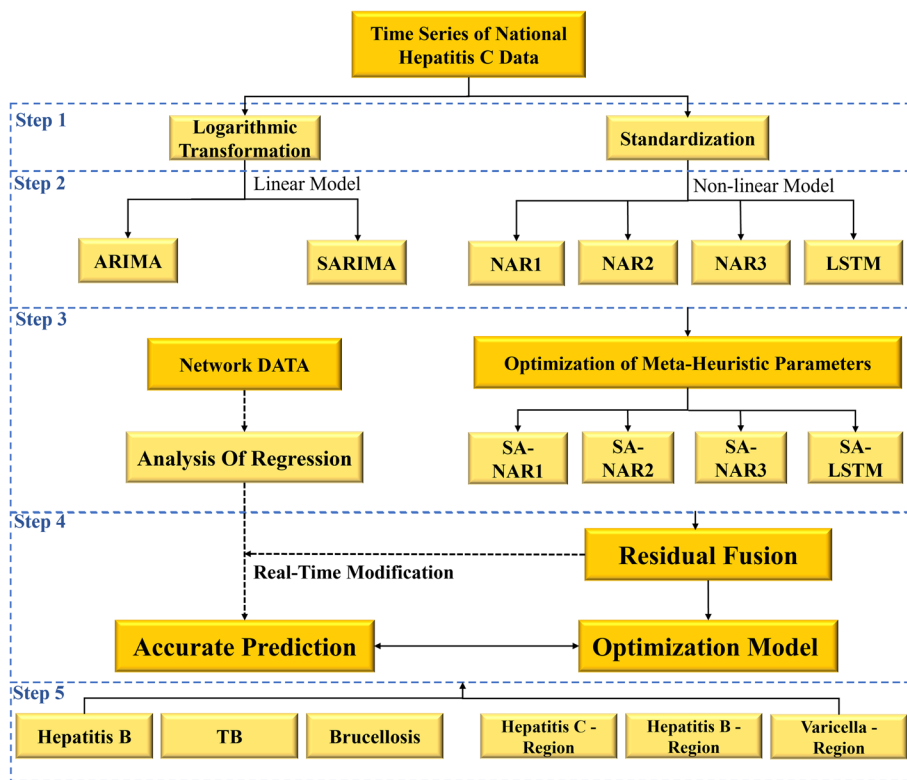 Time Series of National
Hepatitis C Data
Step 1
Logarithmic
Transformation
Standardization
Step 2
Linear Model
Non-linear Model
ARIMA
SARIMA
NAR1
NAR2
NAR3
LSTM
Step 3
Network DATA
Optimization of Meta-Heuristic Parameters
Analysis Of Regression
SA-
NAR1
SA-
NAR2
SA-
NAR3
SA-
LSTM
Step 4
Residual Fusion
Real-Time Modification
Accurate Prediction
Optimization Model
Step 5
Hepatitis B
TB
Brucellosis
Hepatitis C -
Region
Hepatitis B -
Region
Varicella -
Region